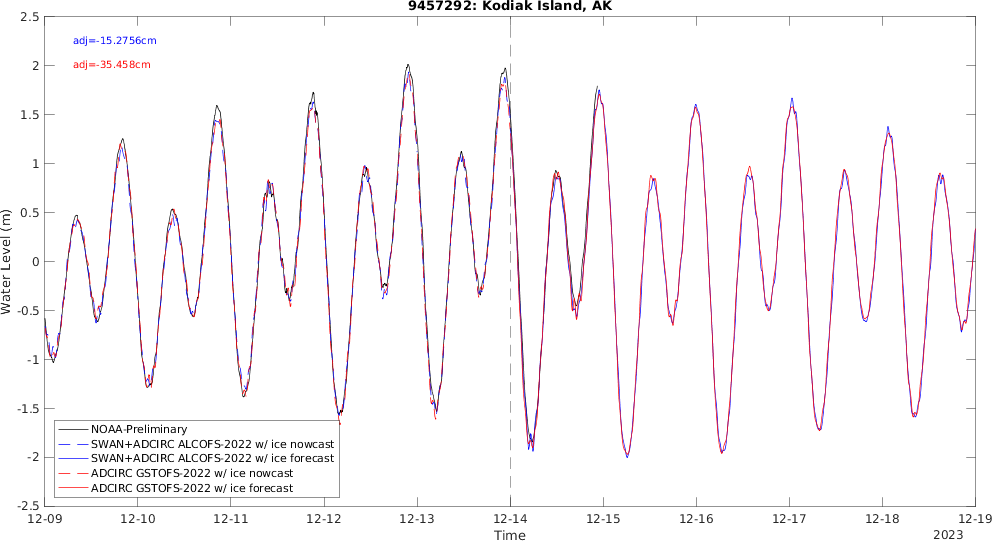 9457292: Kodiak Island, AK
2.5
2
1.5
1
0.5
0
-0.5
-1
-1.5
-2
-2.5
Water Level (m)
adj=-15.2756cm
adj=-35.458cm
NOAA-Preliminary
SWAN+ADCIRC ALCOFS-2022 w/ ice nowcast
SWAN+ADCIRC ALCOFS-2022 w/ ice forecast
ADCIRC GSTOFS-2022 w/ ice nowcast
ADCIRC GSTOFS-2022 w/ ice forecast
12-09 12-10 12-11 12-12 12-13 12-14 12-15 12-16 12-17 12-18 12-19
Time
2023